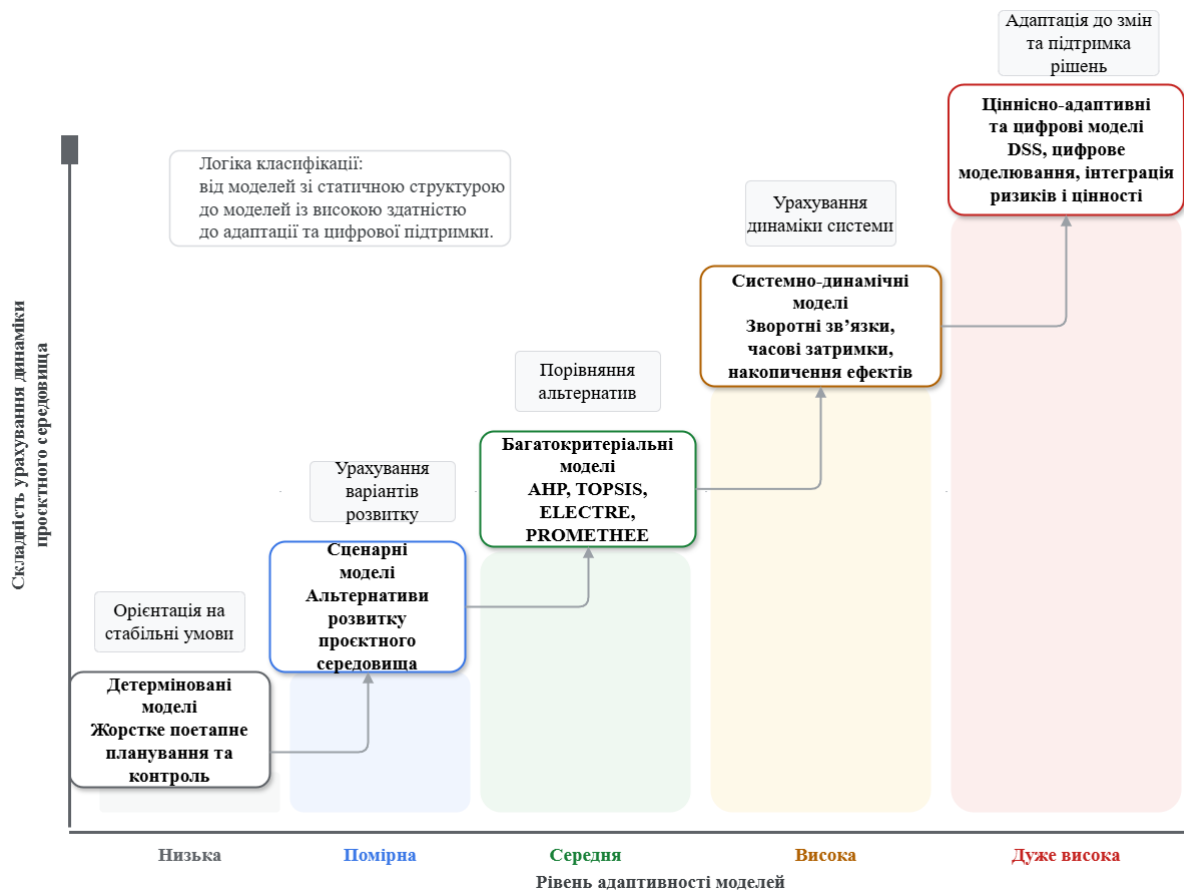 Адаптація до змін
та підтримка
рішень
Ціннісно-адаптивні
та цифрові моделі
DSS, цифрове
моделювання, інтеграція
ризиків і цінності
Логіка класифікації:
від моделей зі статичною структурою
до моделей із високою здатністю
до адаптації та цифрової підтримки.
Урахування
динаміки системи
Системно-динамічні
моделі
Зворотні зв’язки,
часові затримки,
накопичення ефектів
Порівняння
альтернатив
Багатокритеріальні
моделі
AHP, TOPSIS,
ELECTRE,
PROMETHEE
Урахування
варіантів
розвитку
Сценарні
моделі
Альтернативи
розвитку
проєктного
середовища
Орієнтація на
стабільні умови
Детерміновані
моделі
Жорстке поетапне
планування та
контроль
Складність урахування динаміки
проєктного середовища
Низька
Помірна
Середня
Висока
Дуже висока
Рівень адаптивності моделей